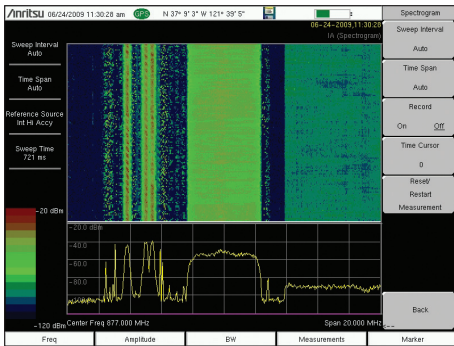 Anritsu 06/24/2009 11:30:28 am GPS N 37° 9' 3" W 121° 39' 5"
Spectrogram
06-24-2009,11:30:28
IA (Spectrogram)
Sweep Interval
Auto
Time Span
Auto
Reference Source
Int Hi Accy
Sweep Time
721 ms
-20 dBm
-120 dBm
-20.0 dBm
-40.0
-60.0
-80.0
Center Freq 877.000 MHz
Span 20.000 MHz
Sweep Interval
Auto
Time Span
Auto
Record
On Off
Time Cursor
0
Reset/
Restart
Measurement
Back
Freq
Amplitude
BW
Measurements
Marker